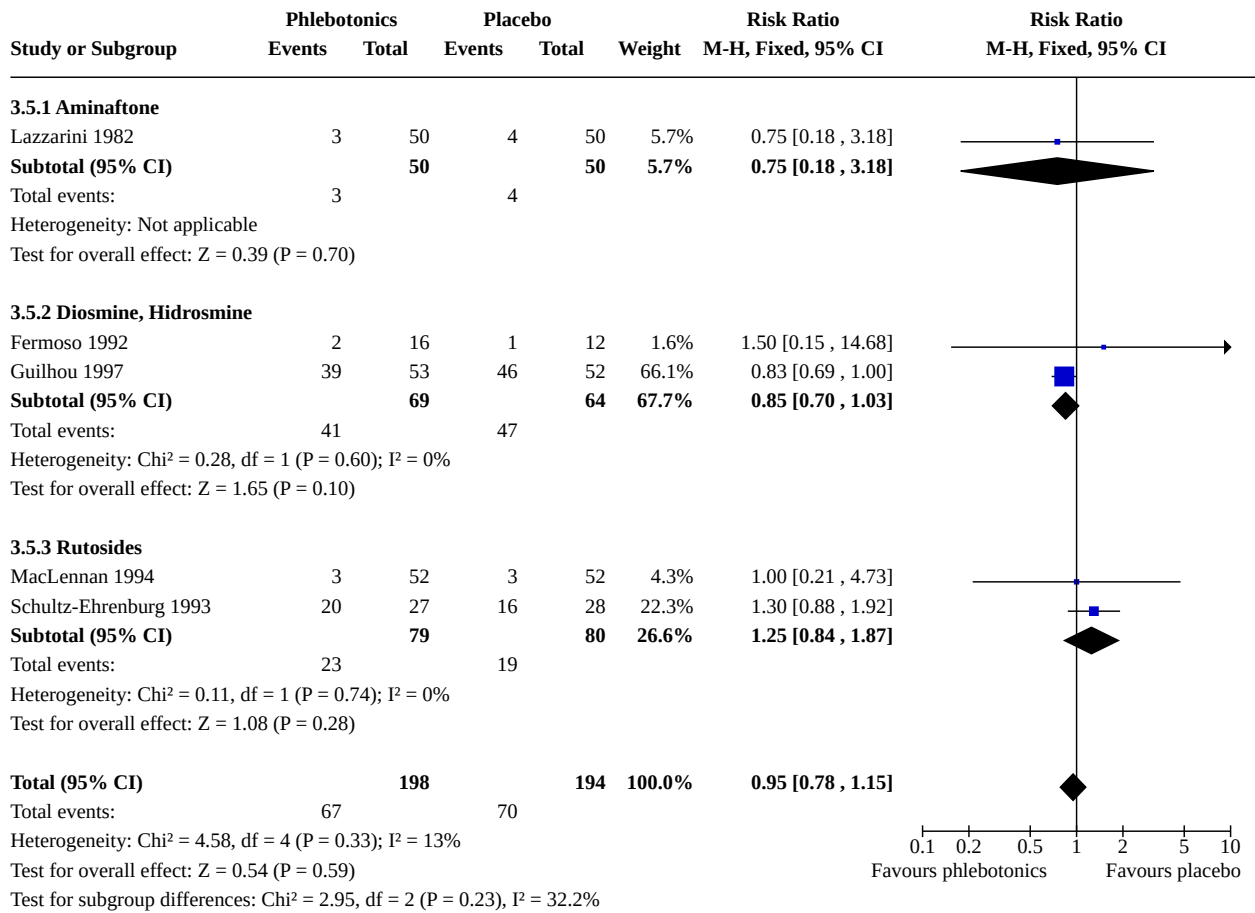 Phlebotonics Placebo Risk Ratio Risk Ratio
Study or Subgroup Events Total Events Total Weight M-H, Fixed, 95% CI M-H, Fixed, 95% CI
3.5.1 Aminaftone
Lazzarini 1982 3 50 4 50 5.7% 0.75 [0.18 , 3.18]
Subtotal (95% CI) 50 50 5.7% 0.75 [0.18 , 3.18]
Total events: 3 4
Heterogeneity: Not applicable
Test for overall effect: Z = 0.39 (P = 0.70)
3.5.2 Diosmine, Hidrosmine
Fermoso 1992 2 16 1 12 1.6% 1.50 [0.15 , 14.68]
Guilhou 1997 39 53 46 52 66.1% 0.83 [0.69 , 1.00]
Subtotal (95% CI) 69 64 67.7% 0.85 [0.70 , 1.03]
Total events: 41 47
Heterogeneity: Chi² = 0.28, df = 1 (P = 0.60); I² = 0%
Test for overall effect: Z = 1.65 (P = 0.10)
3.5.3 Rutosides
MacLennan 1994 3 52 3 52 4.3% 1.00 [0.21 , 4.73]
Schultz-Ehrenburg 1993 20 27 16 28 22.3% 1.30 [0.88 , 1.92]
Subtotal (95% CI) 79 80 26.6% 1.25 [0.84 , 1.87]
Total events: 23 19
Heterogeneity: Chi² = 0.11, df = 1 (P = 0.74); I² = 0%
Test for overall effect: Z = 1.08 (P = 0.28)
Total (95% CI) 198 194 100.0% 0.95 [0.78 , 1.15]
Total events: 67 70
Heterogeneity: Chi² = 4.58, df = 4 (P = 0.33); I² = 13%
Test for overall effect: Z = 0.54 (P = 0.59)
Test for subgroup differences: Chi² = 2.95, df = 2 (P = 0.23), I² = 32.2%
0.1 0.2 0.5 1 2 5 10
Favours phlebotonics Favours placebo